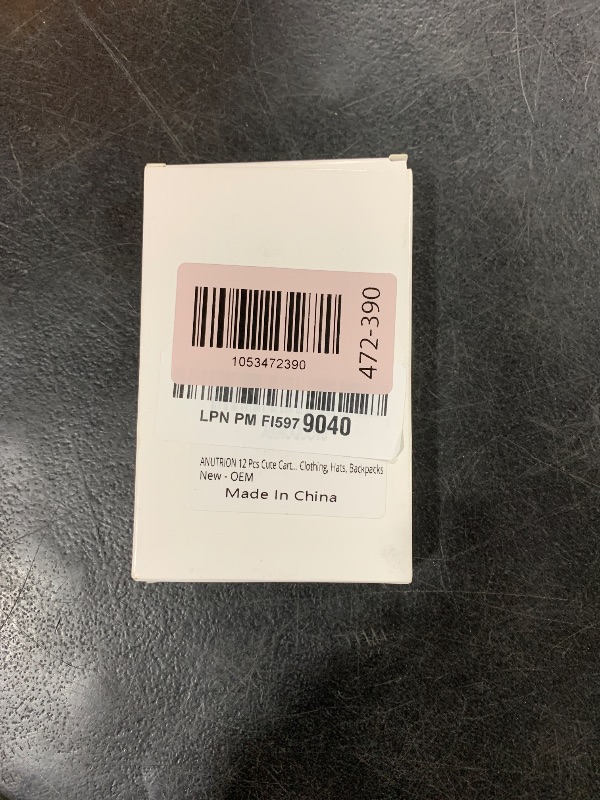 472-390
1053472390
LPN PM FI597 9040
ANUTRION 12 Pcs Cute Cart... Clothing, Hats, Backpacks
New - OEM
Made In China